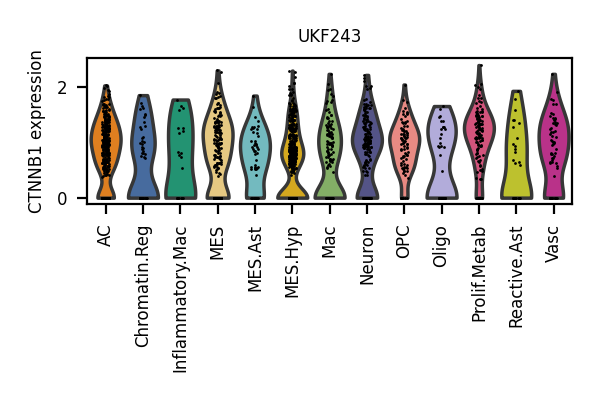 UKF243
CTNNB1 expression
2
0
AC
Chromatin.Reg
Inflammatory.Mac
MES
MES.Ast
MES.Hyp
Mac
Neuron
OPC
Oligo
Prolif.Metab
Reactive.Ast
Vasc